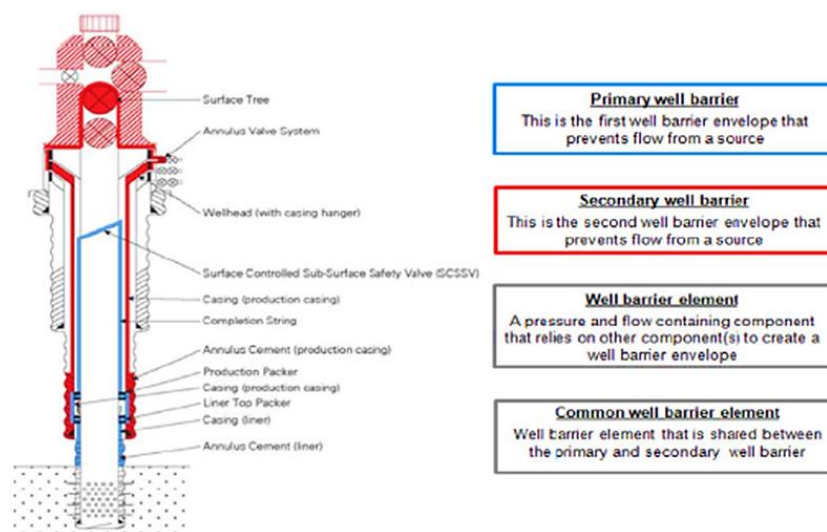 Surface Tree
Annulus Valve System
Wellhead (with casing hanger)
Surface Controlled Sub-Surface Safety Valve (SCSSV)
Casing (production casing)
Completion String
Annulus Cement (production casing)
Production Packer
Casing (production casing)
Liner Top Packer
Casing (liner)
Annulus Cement (liner)
Primary well barrier
This is the first well barrier envelope that
prevents flow from a source
Secondary well barrier
This is the second well barrier envelope that
prevents flow from a source
Well barrier element
A pressure and flow containing component
that relies on other component(s) to create a
well barrier envelope
Common well barrier element
Well barrier element that is shared between
the primary and secondary well barrier